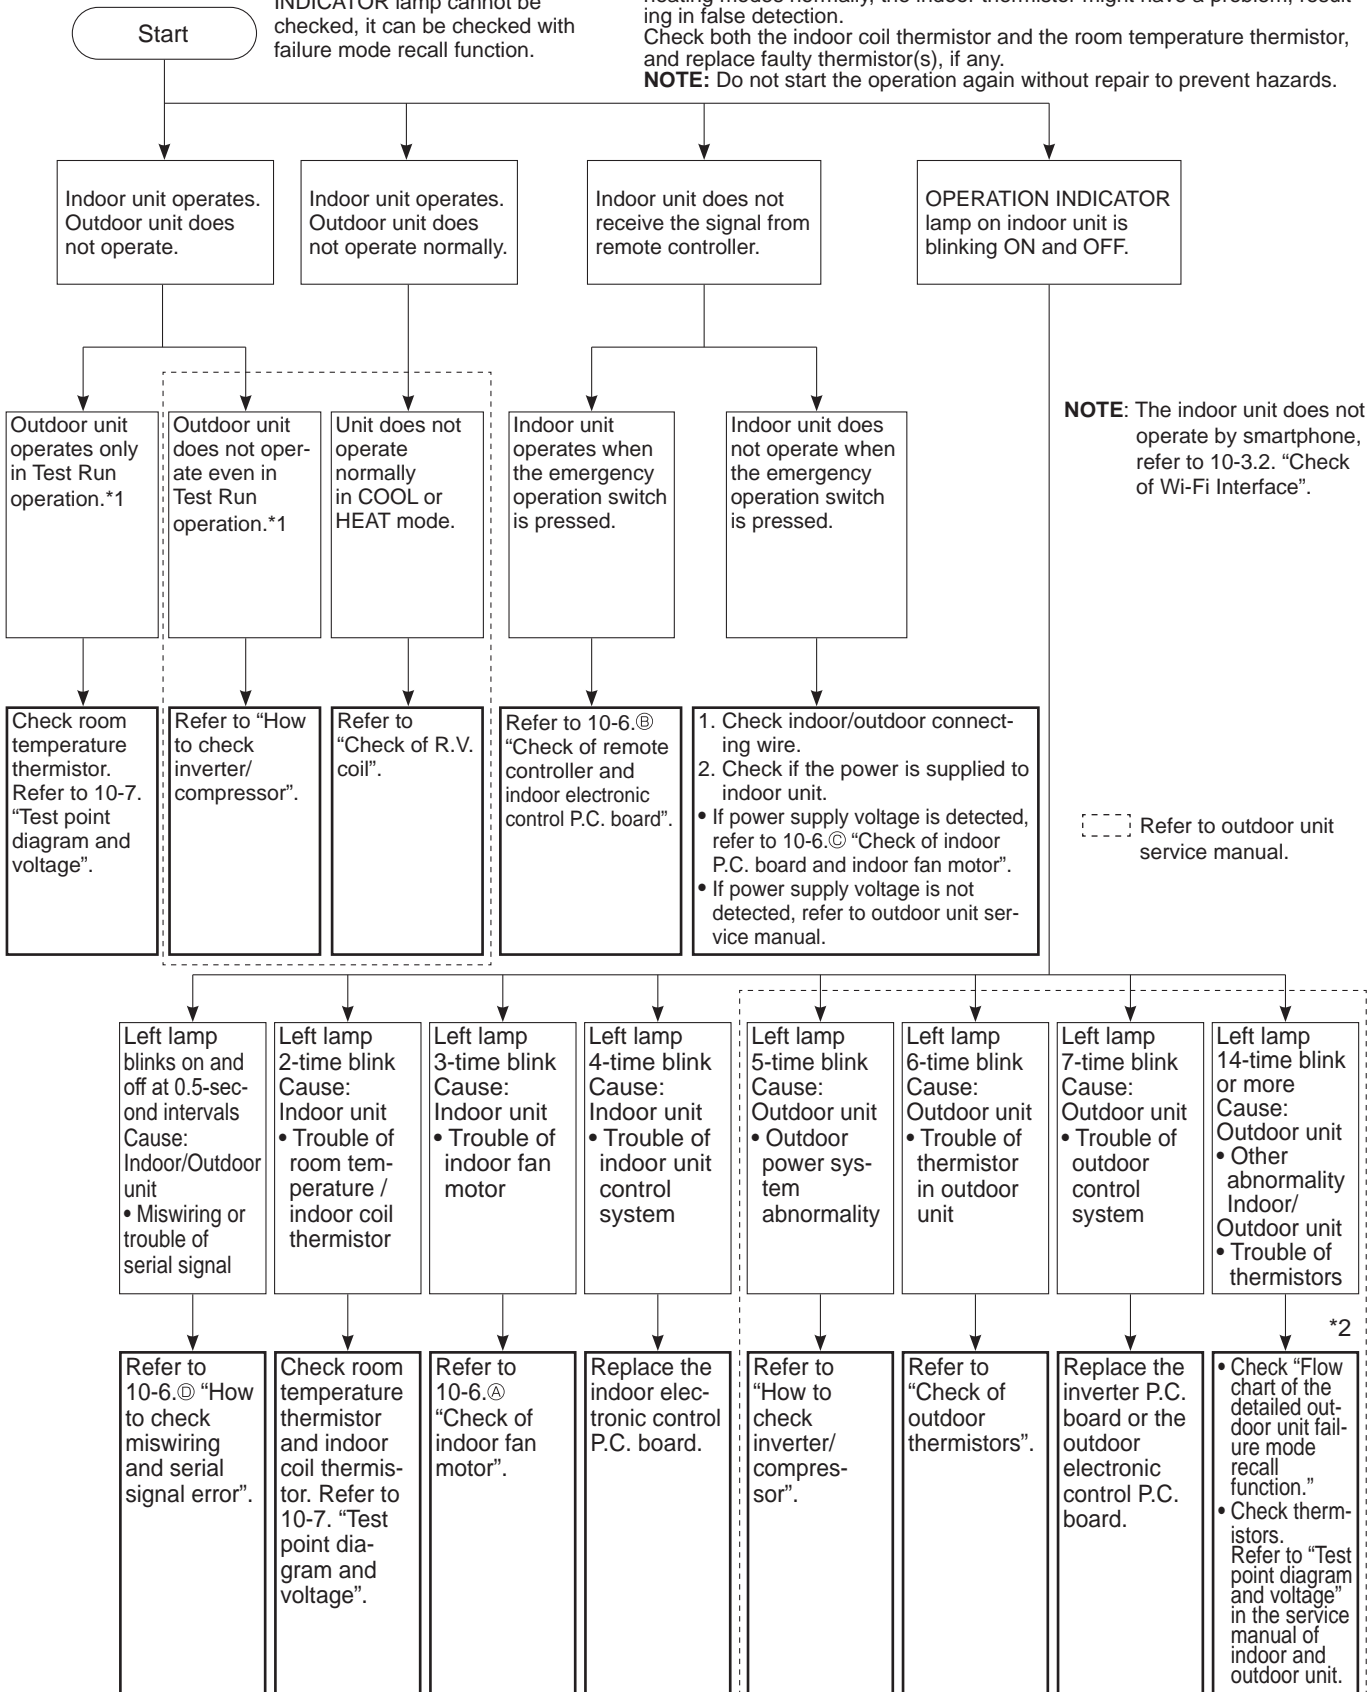 INDICATOR lamp cannot be
checked, it can be checked with
failure mode recall function.
Start
heating modes normally, the indoor thermistor might have a problem, result-
ing in false detection.
Check both the indoor coil thermistor and the room temperature thermistor,
and replace faulty thermistor(s), if any.
NOTE: Do not start the operation again without repair to prevent hazards.
Indoor unit operates.
Outdoor unit does
not operate.
Indoor unit operates.
Outdoor unit does
not operate normally.
Indoor unit does not
receive the signal from
remote controller.
OPERATION INDICATOR
lamp on indoor unit is
blinking ON and OFF.
Outdoor unit
operates only
in Test Run
operation.*1
Outdoor unit
does not oper-
ate even in
Test Run
operation.*1
Unit does not
operate
normally
in COOL or
HEAT mode.
Indoor unit
operates when
the emergency
operation switch
is pressed.
Indoor unit does
not operate when
the emergency
operation switch
is pressed.
NOTE: The indoor unit does not
operate by smartphone,
refer to 10-3.2. “Check
of Wi-Fi Interface”.
Check room
temperature
thermistor.
Refer to 10-7.
“Test point
diagram and
voltage”.
Refer to “How
to check
inverter/
compressor”.
Refer to
“Check of R.V.
coil”.
Refer to 10-6.Ⓑ
“Check of remote
controller and
indoor electronic
control P.C. board”.
1. Check indoor/outdoor connect-
ing wire.
2. Check if the power is supplied to
indoor unit.
• If power supply voltage is detected,
refer to 10-6.Ⓒ “Check of indoor
P.C. board and indoor fan motor”.
• If power supply voltage is not
detected, refer to outdoor unit ser-
vice manual.
Refer to outdoor unit
service manual.
Left lamp
blinks on and
off at 0.5-sec-
ond intervals
Cause:
Indoor/Outdoor
unit
• Miswiring or
trouble of
serial signal
Left lamp
2-time blink
Cause:
Indoor unit
• Trouble of
room tem-
perature /
indoor coil
thermistor
Left lamp
3-time blink
Cause:
Indoor unit
• Trouble of
indoor fan
motor
Left lamp
4-time blink
Cause:
Indoor unit
• Trouble of
indoor unit
control
system
Left lamp
5-time blink
Cause:
Outdoor unit
• Outdoor
power sys-
tem
abnormality
Left lamp
6-time blink
Cause:
Outdoor unit
• Trouble of
thermistor
in outdoor
unit
Left lamp
7-time blink
Cause:
Outdoor unit
• Trouble of
outdoor
control
system
Left lamp
14-time blink
or more
Cause:
Outdoor unit
• Other
abnormality
Indoor/
Outdoor unit
• Trouble of
thermistors
*2
Refer to
10-6.Ⓓ “How
to check
miswiring
and serial
signal error”.
Check room
temperature
thermistor
and indoor
coil thermis-
tor. Refer to
10-7. “Test
point dia-
gram and
voltage”.
Refer to
10-6.Ⓐ
“Check of
indoor fan
motor”.
Replace the
indoor elec-
tronic control
P.C. board.
Refer to
“How to
check
inverter/
compres-
sor”.
Refer to
“Check of
outdoor
thermistors”.
Replace the
inverter P.C.
board or the
outdoor
electronic
control P.C.
board.
• Check “Flow
chart of the
detailed out-
door unit fail-
ure mode
recall
function.”
• Check therm-
istors.
Refer to “Test
point diagram
and voltage”
in the service
manual of
indoor and
outdoor unit.